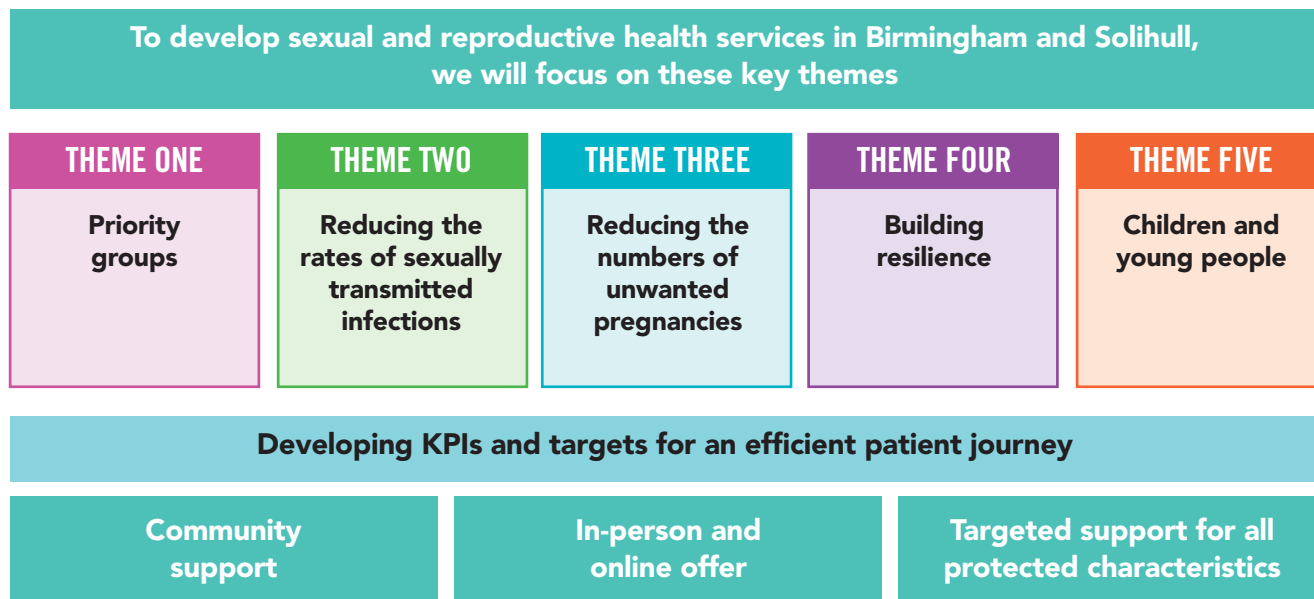 To develop sexual and reproductive health services in Birmingham and Solihull,
we will focus on these key themes
THEME ONE
Priority
groups
THEME TWO
Reducing the
rates of sexually
transmitted
infections
THEME THREE
Reducing the
numbers of
unwanted
pregnancies
THEME FOUR
Building
resilience
THEME FIVE
Children and
young people
Developing KPIs and targets for an efficient patient journey
Community
support
In-person and
online offer
Targeted support for all
protected characteristics